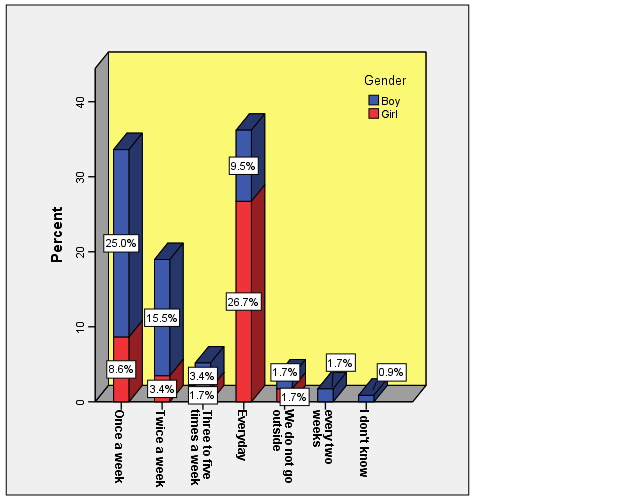 Gender
Boy
Girl
Percent
40
30
20
10
0
25.0%
8.6%
15.5%
3.4%
3.4%
1.7%
9.5%
26.7%
1.7%
1.7%
1.7%
0.9%
Once a week
Twice a week
Three to five
times a week
Everyday
We do not go
outside
every two
weeks
I don't know